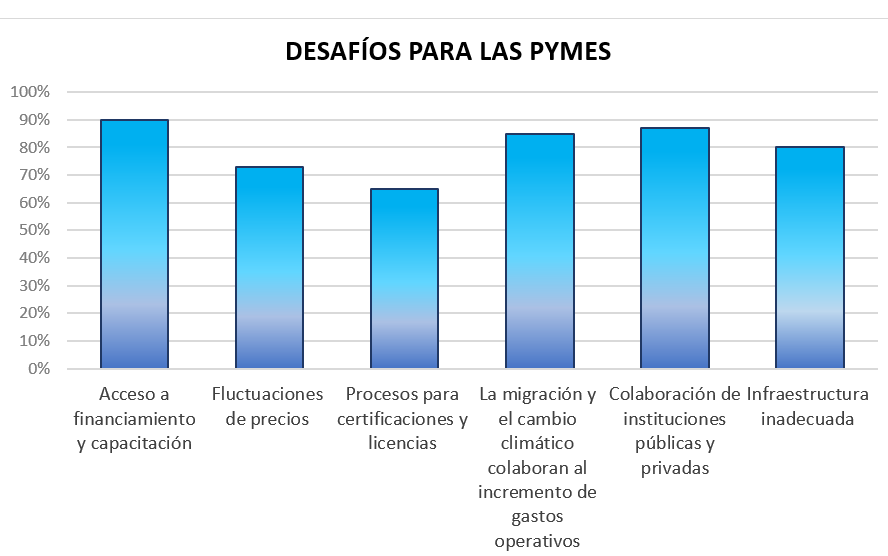 DESAFÍOS PARA LAS PYMES
100%
90%
80%
70%
60%
50%
40%
30%
20%
10%
0%
Acceso a
financiamiento
y capacitación
Fluctuaciones
de precios
Procesos para
certificaciones y
licencias
La migración y
el cambio
climático
colaboran al
incremento de
gastos
operativos
Colaboración de
instituciones
públicas y
privadas
Infraestructura
inadecuada